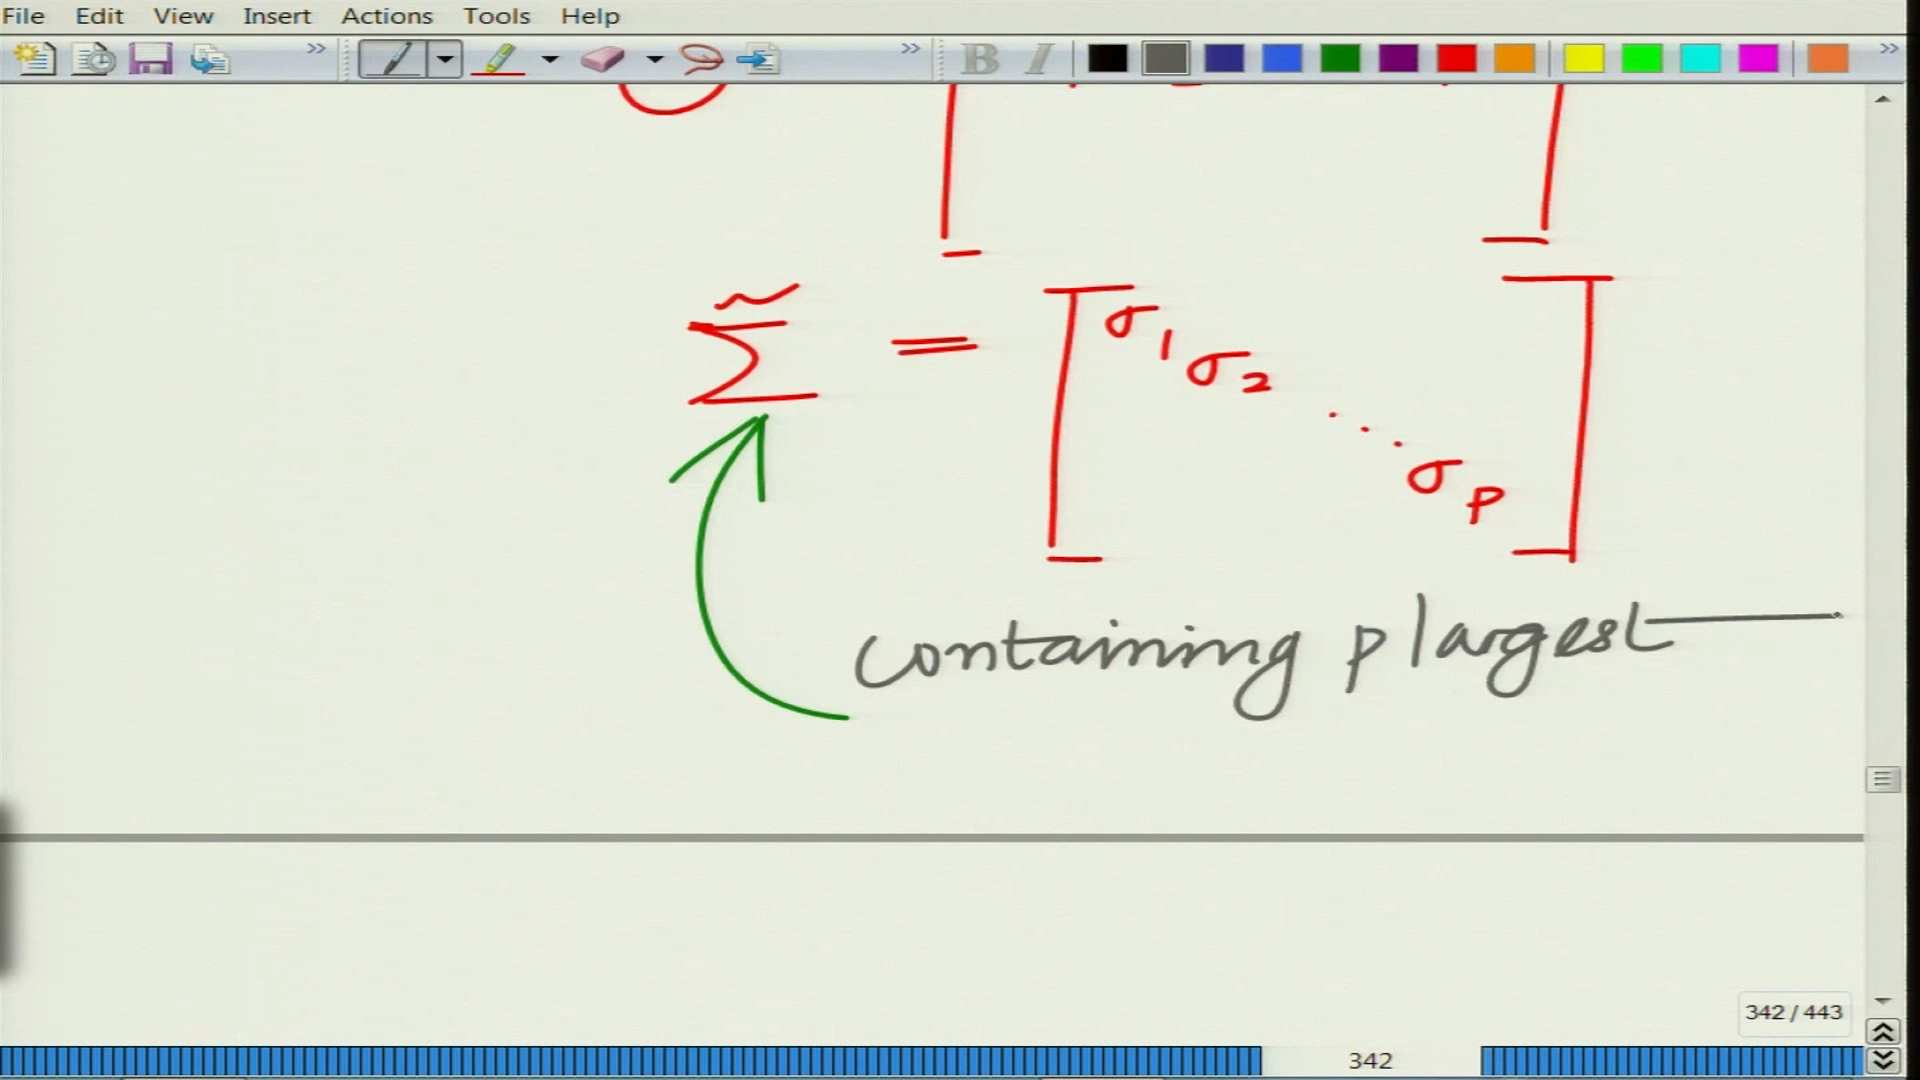 File Edit View Insert Actions Tools Help
B I
Σ̃ = [σ1 σ2 ... σp]
containing p largest
342 / 443
342